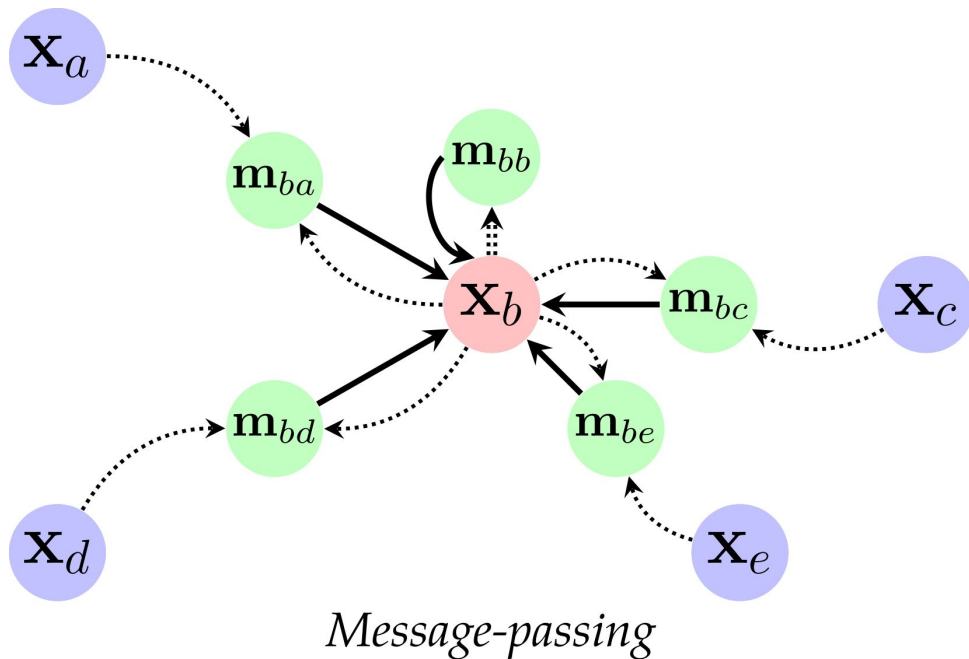 x_a
m_ba
m_bb
x_b
m_bc
x_c
m_bd
m_be
x_d
x_e
Message-passing